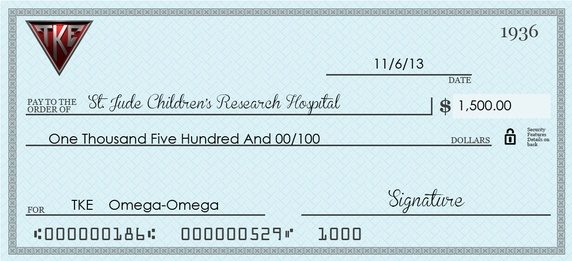 TKE
1936
11/6/13
DATE
PAY TO THE
ORDER OF
St. Jude Children's Research Hospital
$ 1,500.00
One Thousand Five Hundred And 00/100
DOLLARS
Security
Features
Details on
back
FOR
TKE Omega-Omega
Signature
⑆000000186⑆ 000000529⑈ 1000